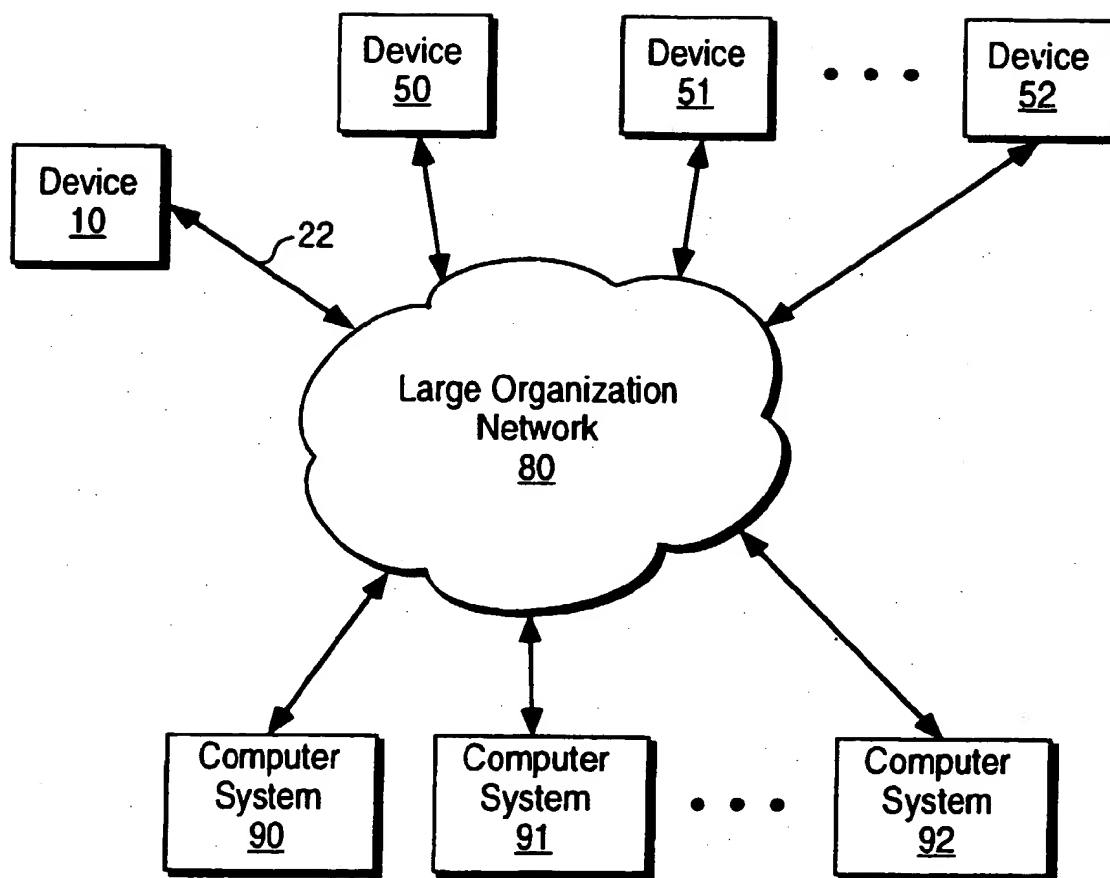 Device
50
Device
51
Device
52
Device
10
22
Large Organization
Network
80
Computer
System
90
Computer
System
91
Computer
System
92